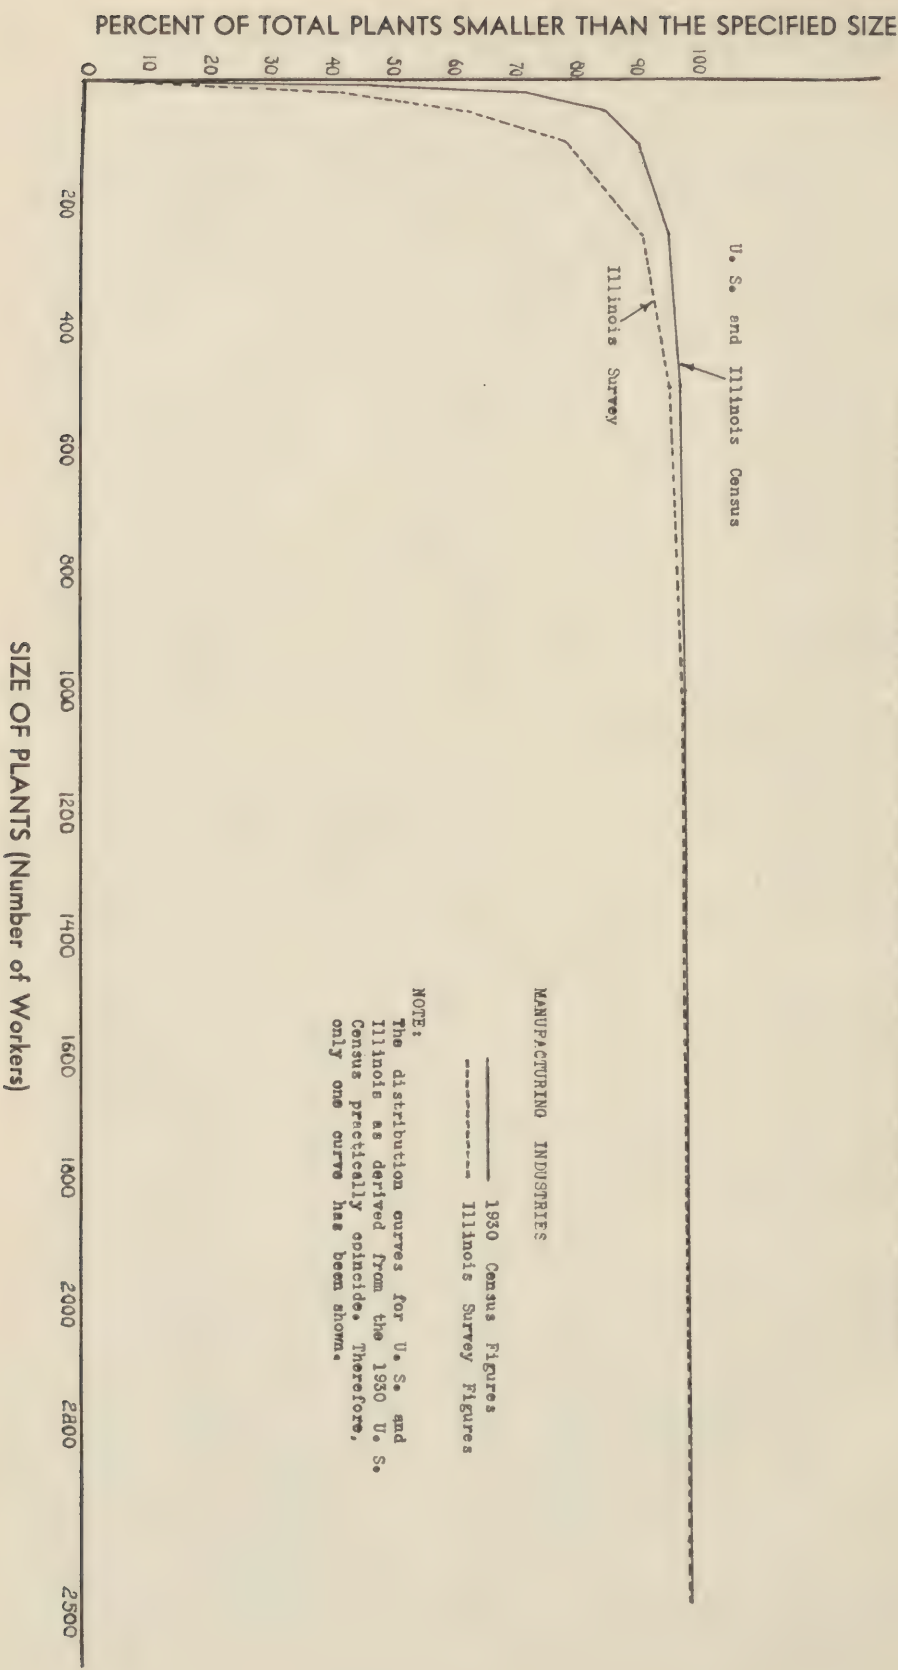 PERCENT OF TOTAL PLANTS SMALLER THAN THE SPECIFIED SIZE
100
90
80
70
60
50
40
30
20
10
0
U. S. and Illinois Census
Illinois Survey
MANUFACTURING INDUSTRIES
1930 Census Figures
Illinois Survey Figures
NOTE:
The distribution curves for U. S. and
Illinois as derived from the 1930 U. S.
Census practically coincide. Therefore,
only one curve has been shown.
200
400
600
800
1000
1200
1400
1600
1800
2000
2200
2500
SIZE OF PLANTS (Number of Workers)